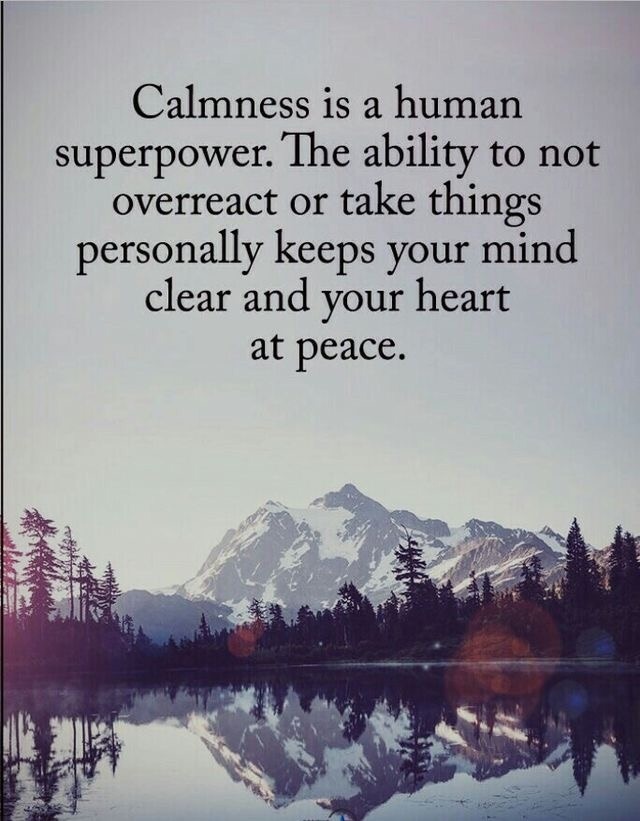 Calmness is a human
superpower. The ability to not
overreact or take things
personally keeps your mind
clear and your heart
at peace.